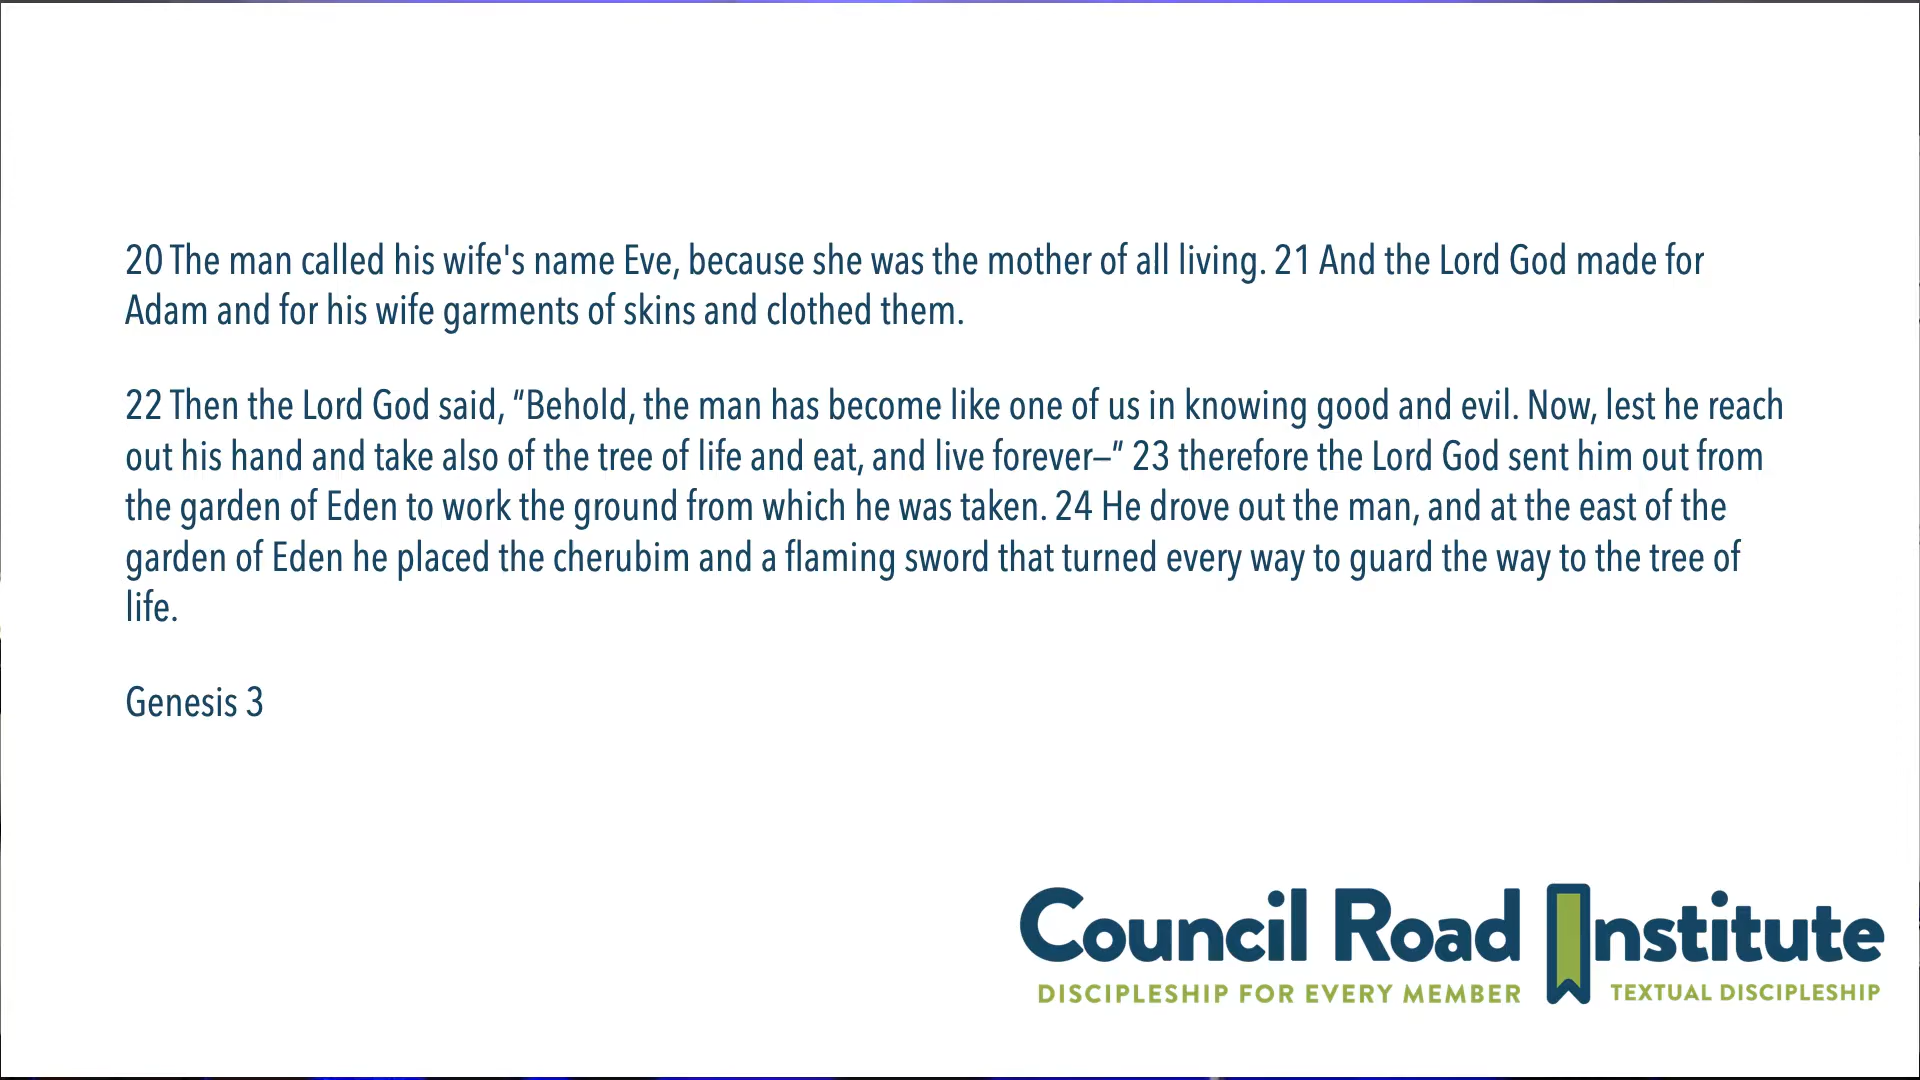 20 The man called his wife's name Eve, because she was the mother of all living. 21 And the Lord God made for
Adam and for his wife garments of skins and clothed them.
22 Then the Lord God said, “Behold, the man has become like one of us in knowing good and evil. Now, lest he reach
out his hand and take also of the tree of life and eat, and live forever—” 23 therefore the Lord God sent him out from
the garden of Eden to work the ground from which he was taken. 24 He drove out the man, and at the east of the
garden of Eden he placed the cherubim and a flaming sword that turned every way to guard the way to the tree of
life.
Genesis 3
Council Road Institute
DISCIPLESHIP FOR EVERY MEMBER TEXTUAL DISCIPLESHIP